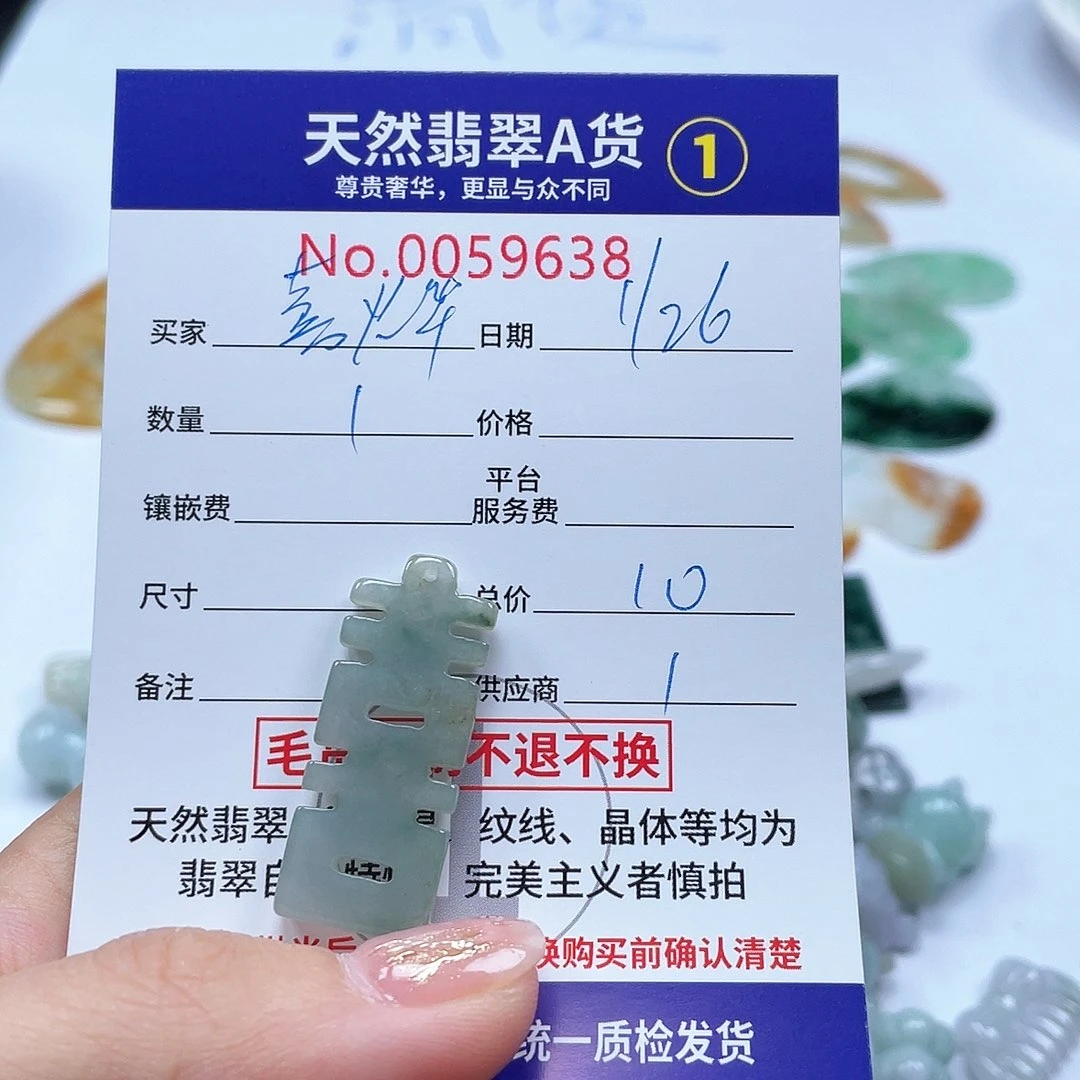 天然翡翠A货 1
尊贵奢华，更显与众不同
No.0059638
买家 日期 1/26
数量 1 价格
镶嵌费 平台服务费
尺寸 总价 10
备注 供应商 1
毛 不退不换
天然翡翠 纹线、晶体等均为
翡翠自 特 完美主义者慎拍
换购买前确认清楚
统一质检发货